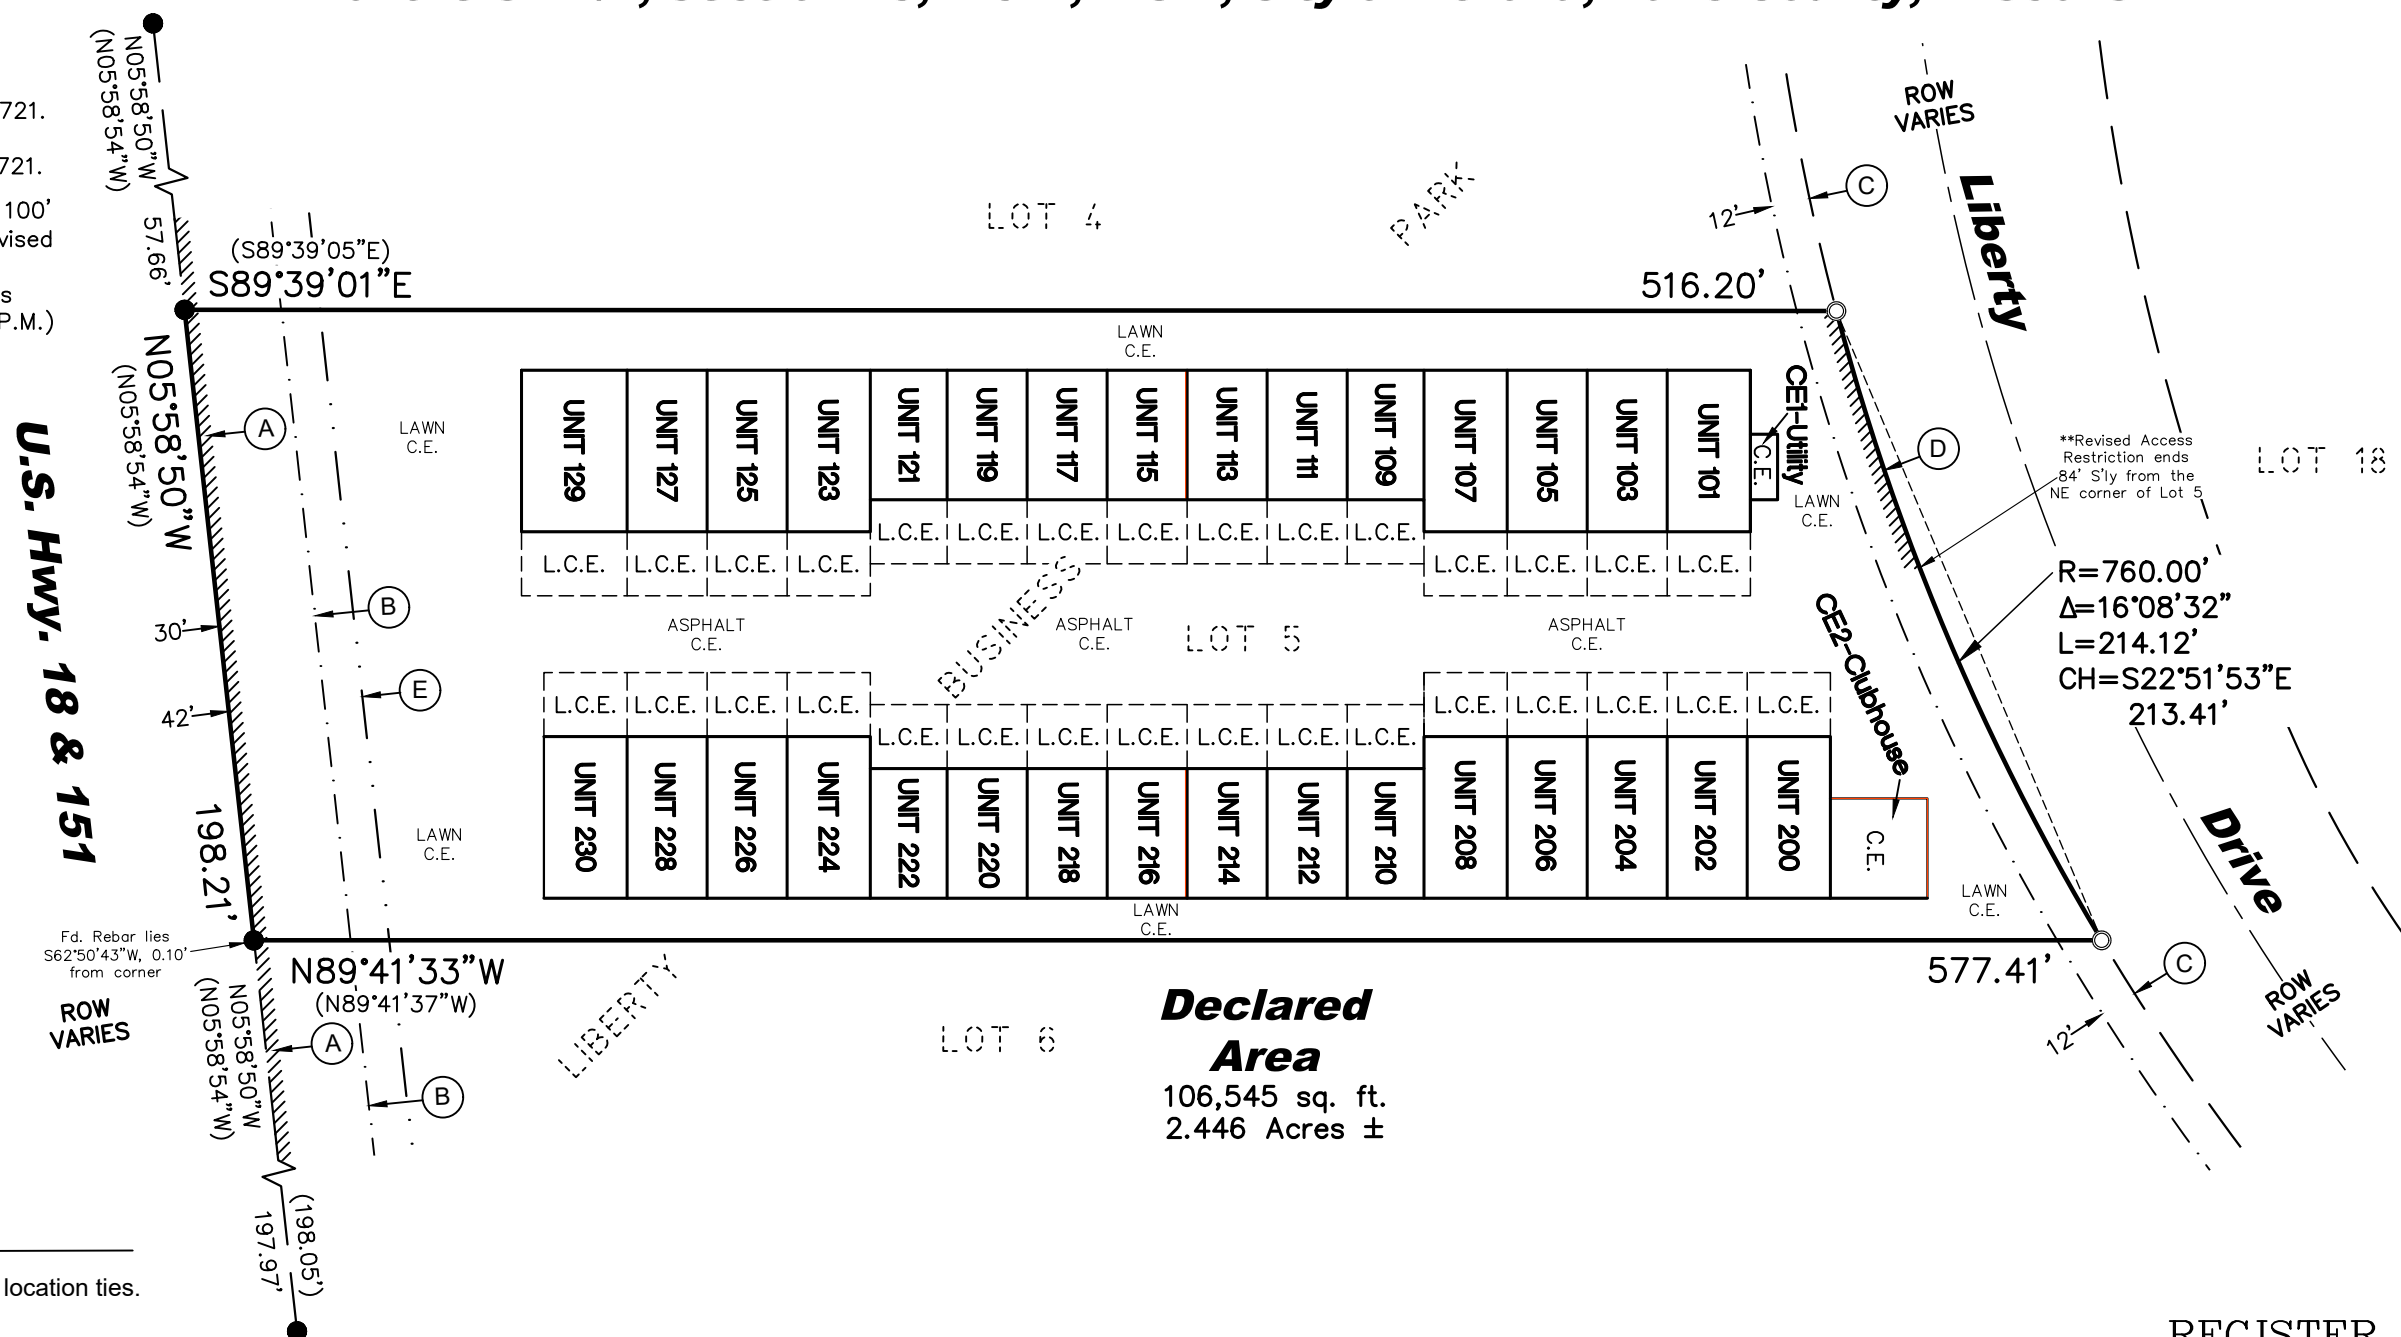 721.
721.
100'
vised
s
P.M.)
N05°58'50"W
(N05°58'54"W)
57.66'
(S89°39'05"E)
S89°39'01"E
LOT 4
PARK
516.20'
12'
C
ROW
VARIES
Liberty
LAWN
C.E.
N05°58'50"W
(N05°58'54"W)
A
LAWN
C.E.
UNIT 129
UNIT 127
UNIT 125
UNIT 123
UNIT 121
UNIT 119
UNIT 117
UNIT 115
UNIT 113
UNIT 111
UNIT 109
UNIT 107
UNIT 105
UNIT 103
UNIT 101
C.E.
CE1-Utility
LAWN
C.E.
D
**Revised Access
Restriction ends
84' S'ly from the
NE corner of Lot 5
LOT 18
U.S. Hwy. 18 & 151
L.C.E. L.C.E. L.C.E. L.C.E. L.C.E. L.C.E. L.C.E.
L.C.E. L.C.E. L.C.E. L.C.E. L.C.E. L.C.E. L.C.E. L.C.E.
B
30'
E
42'
ASPHALT
C.E.
BUSINESS
ASPHALT
C.E.
LOT 5
ASPHALT
C.E.
R=760.00'
Δ=16°08'32"
L=214.12'
CH=S22°51'53"E
213.41'
CE2-Clubhouse
L.C.E. L.C.E. L.C.E. L.C.E. L.C.E. L.C.E. L.C.E. L.C.E. L.C.E.
L.C.E. L.C.E. L.C.E. L.C.E. L.C.E. L.C.E. L.C.E.
UNIT 230
UNIT 228
UNIT 226
UNIT 224
UNIT 222
UNIT 220
UNIT 218
UNIT 216
UNIT 214
UNIT 212
UNIT 210
UNIT 208
UNIT 206
UNIT 204
UNIT 202
UNIT 200
C.E.
LAWN
C.E.
198.21'
LAWN
C.E.
LAWN
C.E.
Drive
Fd. Rebar lies
S62°50'43"W, 0.10'
from corner
ROW
VARIES
N89°41'33"W
(N89°41'37"W)
577.41'
C
12'
ROW
VARIES
N05°58'50"W
(N05°58'54"W)
A
B
LIBERTY
LOT 6
Declared
Area
106,545 sq. ft.
2.446 Acres ±
(198.05')
197.97'
location ties.